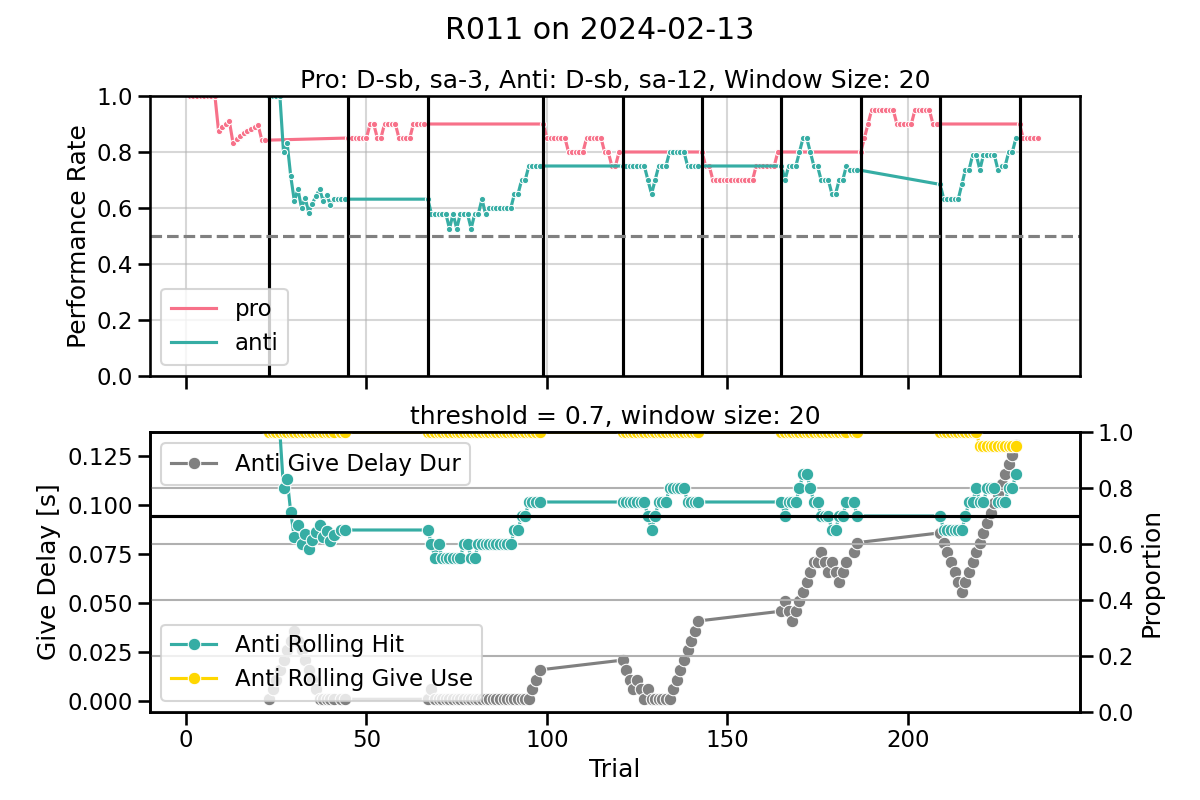 R011 on 2024-02-13
Pro: D-sb, sa-3, Anti: D-sb, sa-12, Window Size: 20
Performance Rate
1.0
0.8
0.6
0.4
0.2
0.0
pro
anti
threshold = 0.7, window size: 20
Give Delay [s]
0.125
0.100
0.075
0.050
0.025
0.000
Anti Give Delay Dur
Anti Rolling Hit
Anti Rolling Give Use
1.0
0.8
0.6
0.4
0.2
0.0
Proportion
0
50
100
150
200
Trial